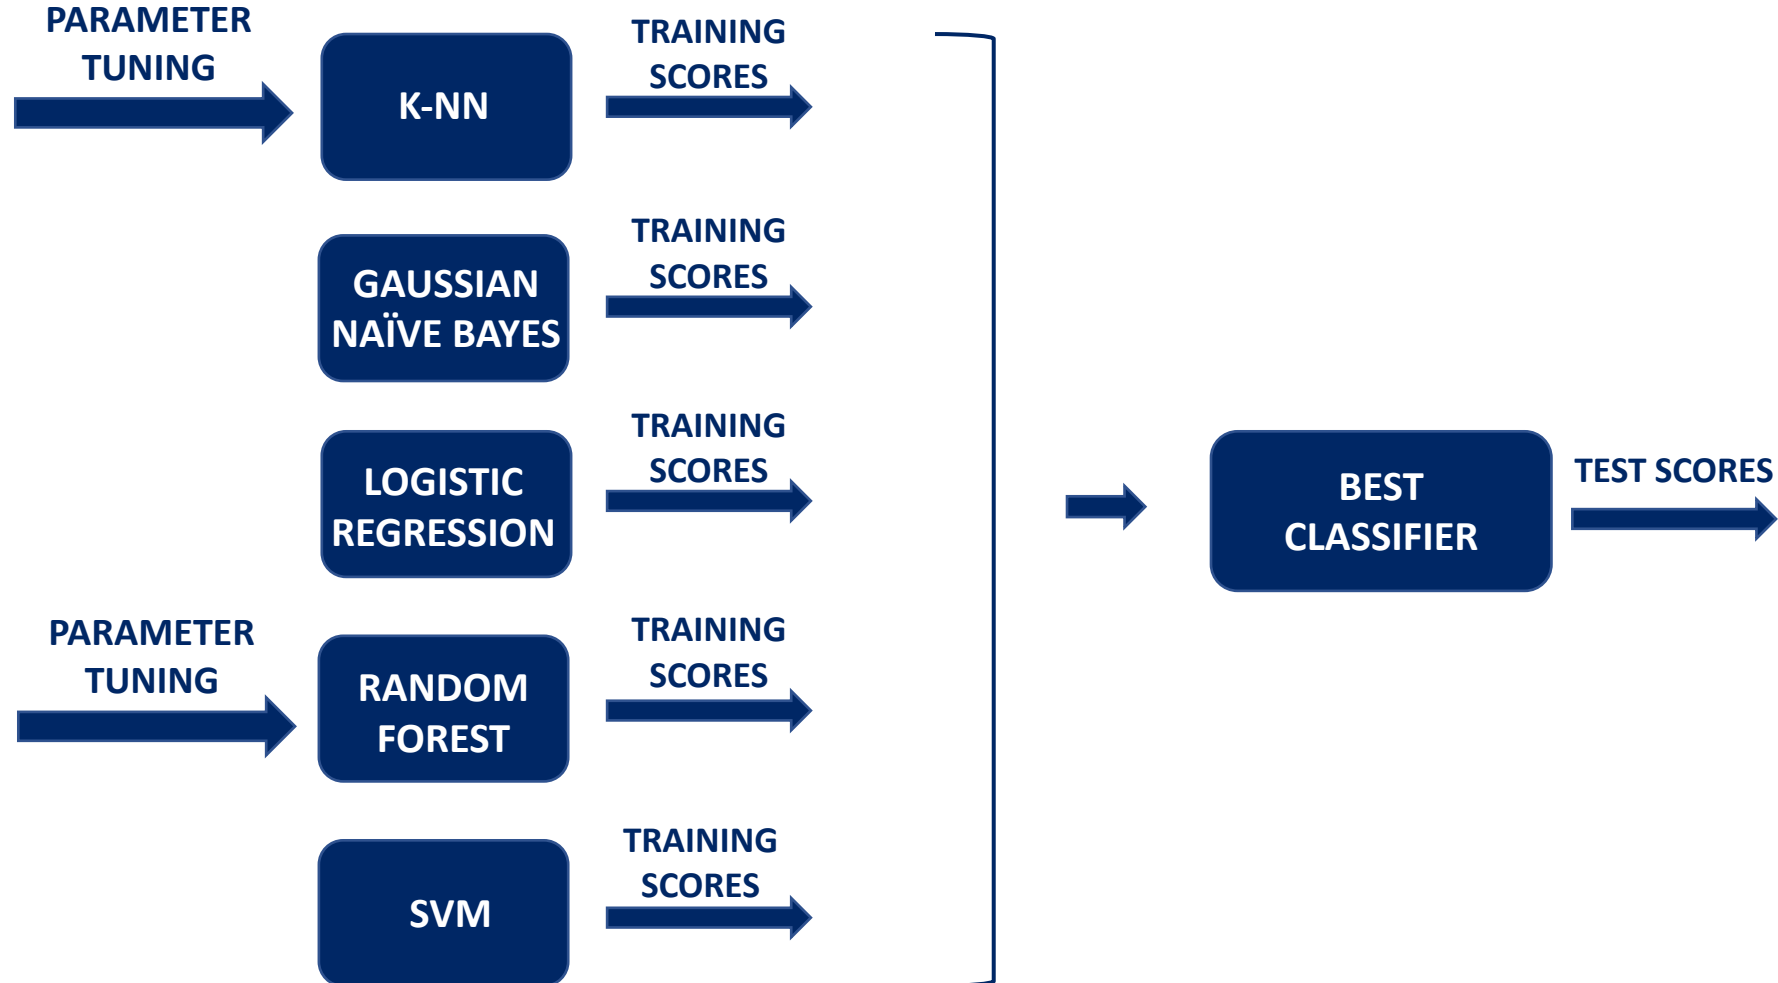 PARAMETER
TUNING
K-NN
TRAINING
SCORES
GAUSSIAN
NAÏVE BAYES
TRAINING
SCORES
LOGISTIC
REGRESSION
TRAINING
SCORES
PARAMETER
TUNING
RANDOM
FOREST
TRAINING
SCORES
SVM
TRAINING
SCORES
BEST
CLASSIFIER
TEST SCORES